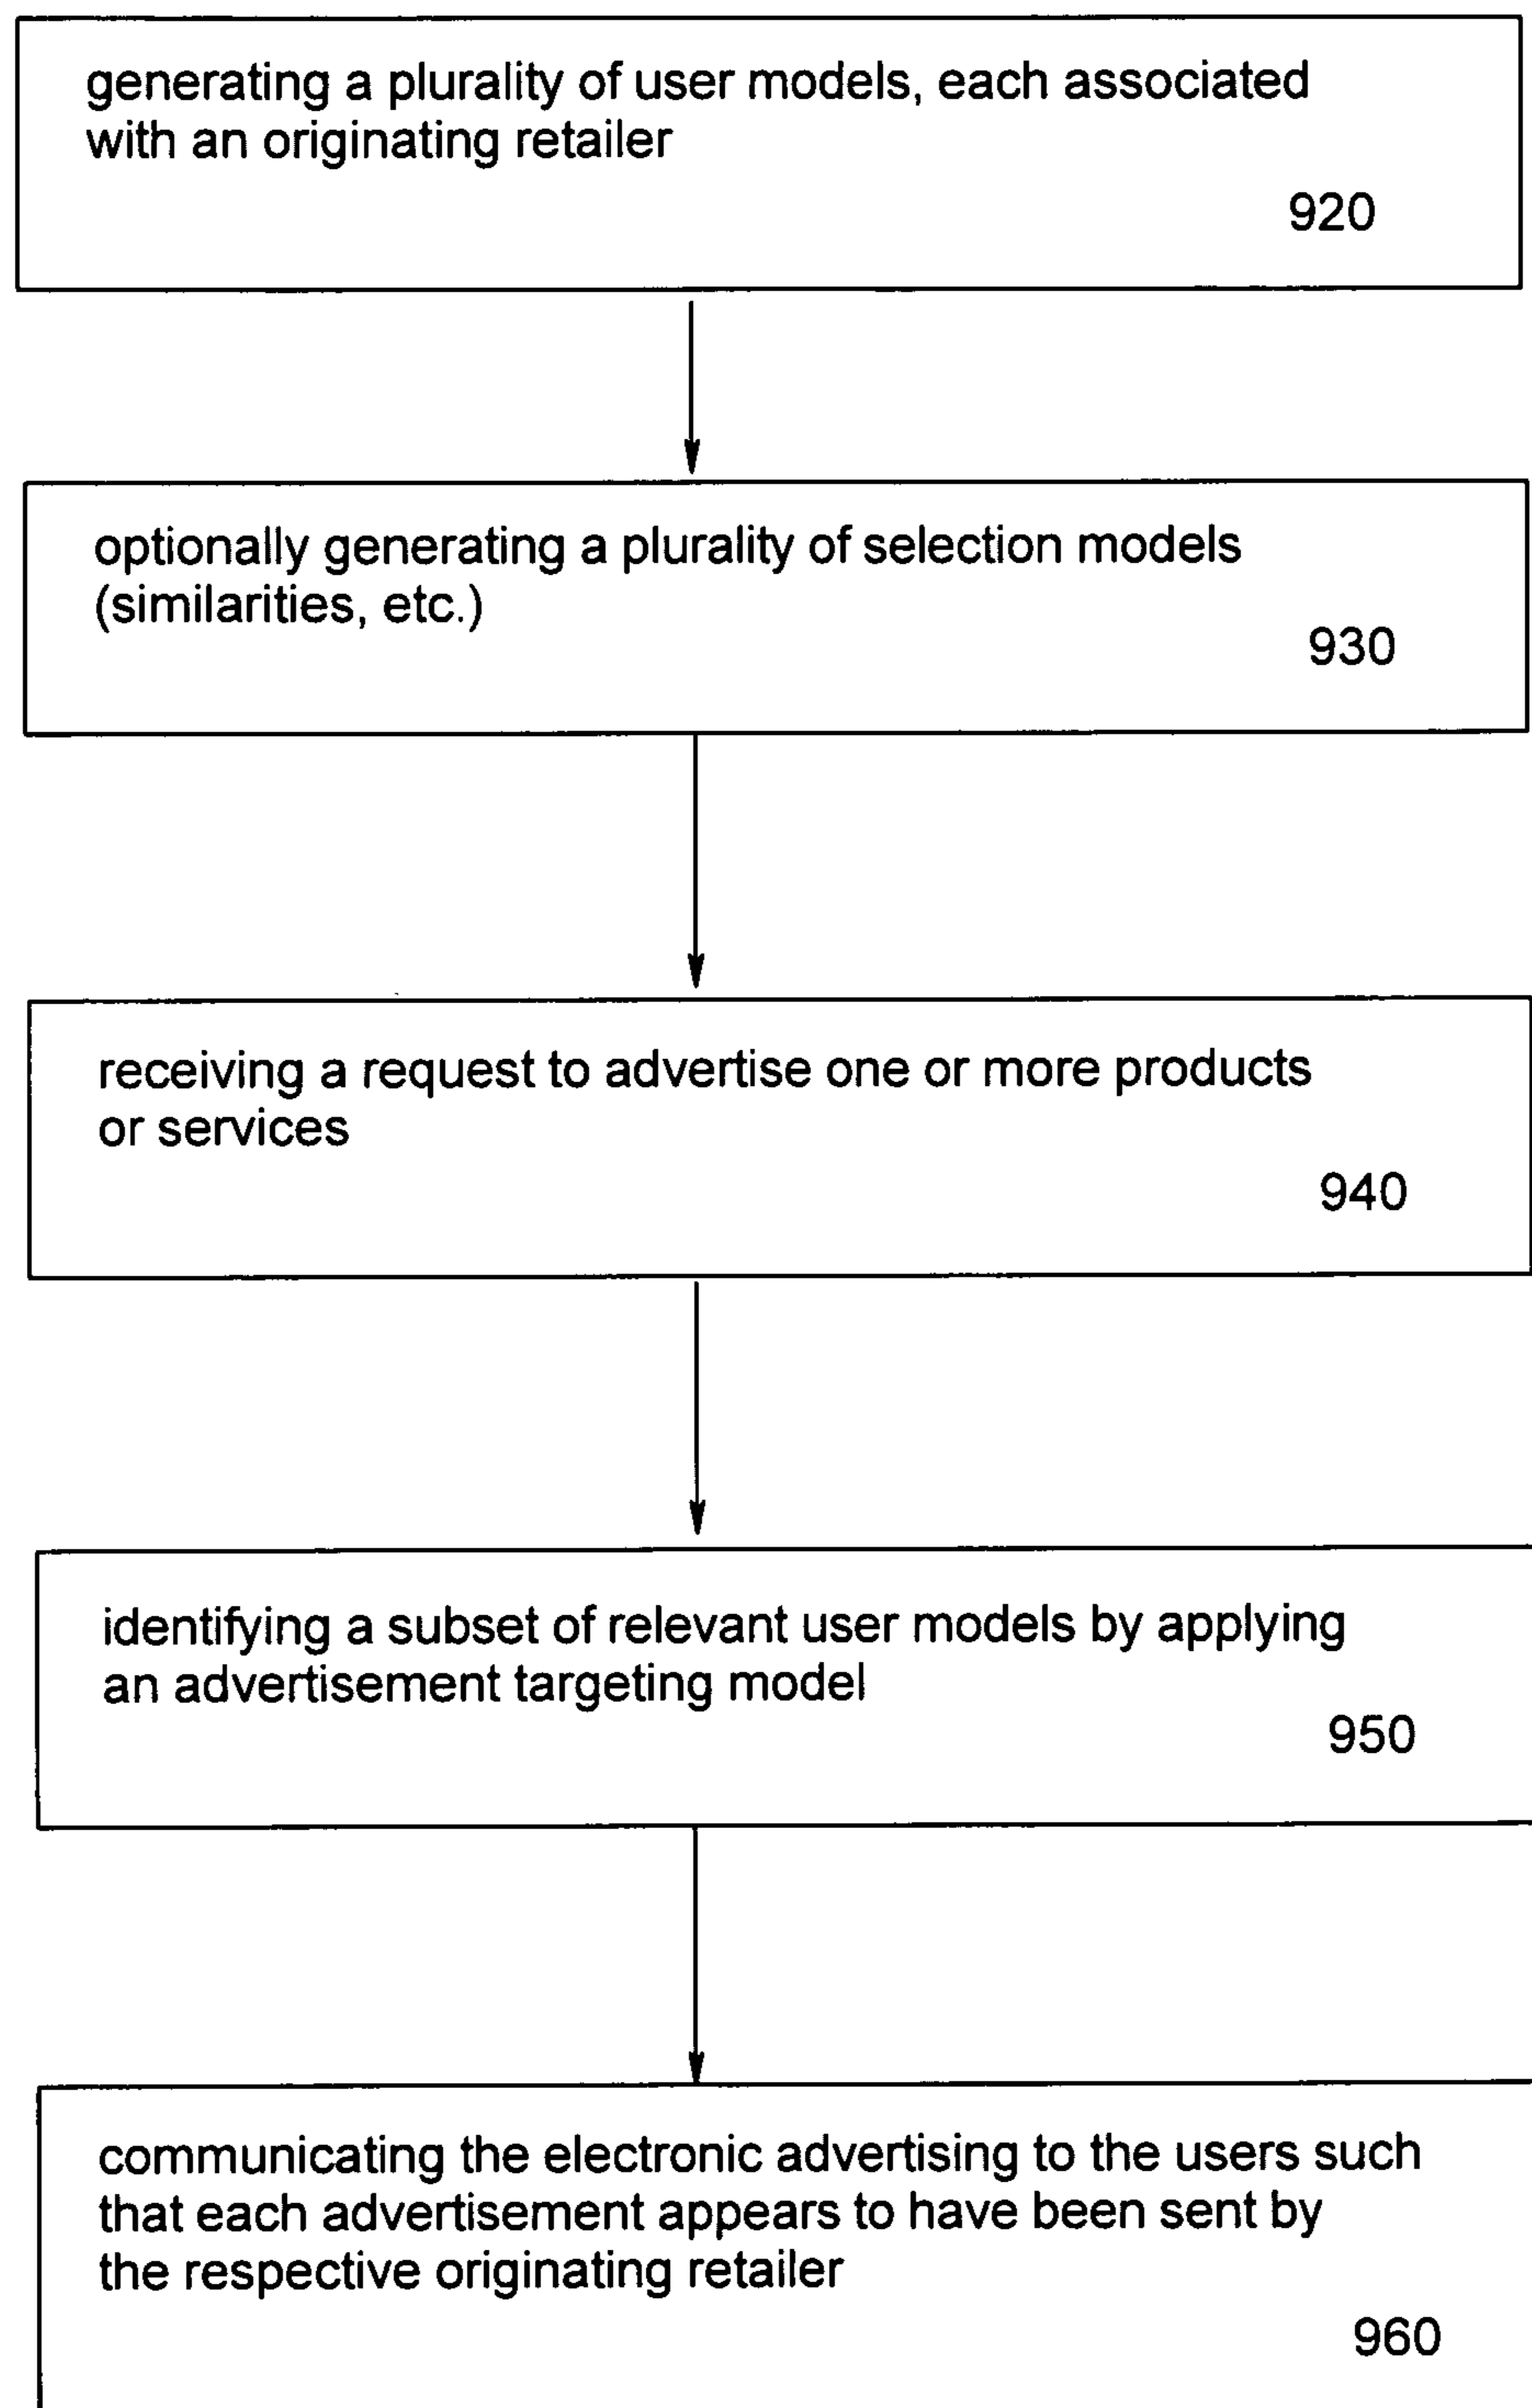 generating a plurality of user models, each associated
with an originating retailer
920
optionally generating a plurality of selection models
(similarities, etc.)
930
receiving a request to advertise one or more products
or services
940
identifying a subset of relevant user models by applying
an advertisement targeting model
950
communicating the electronic advertising to the users such
that each advertisement appears to have been sent by
the respective originating retailer
960